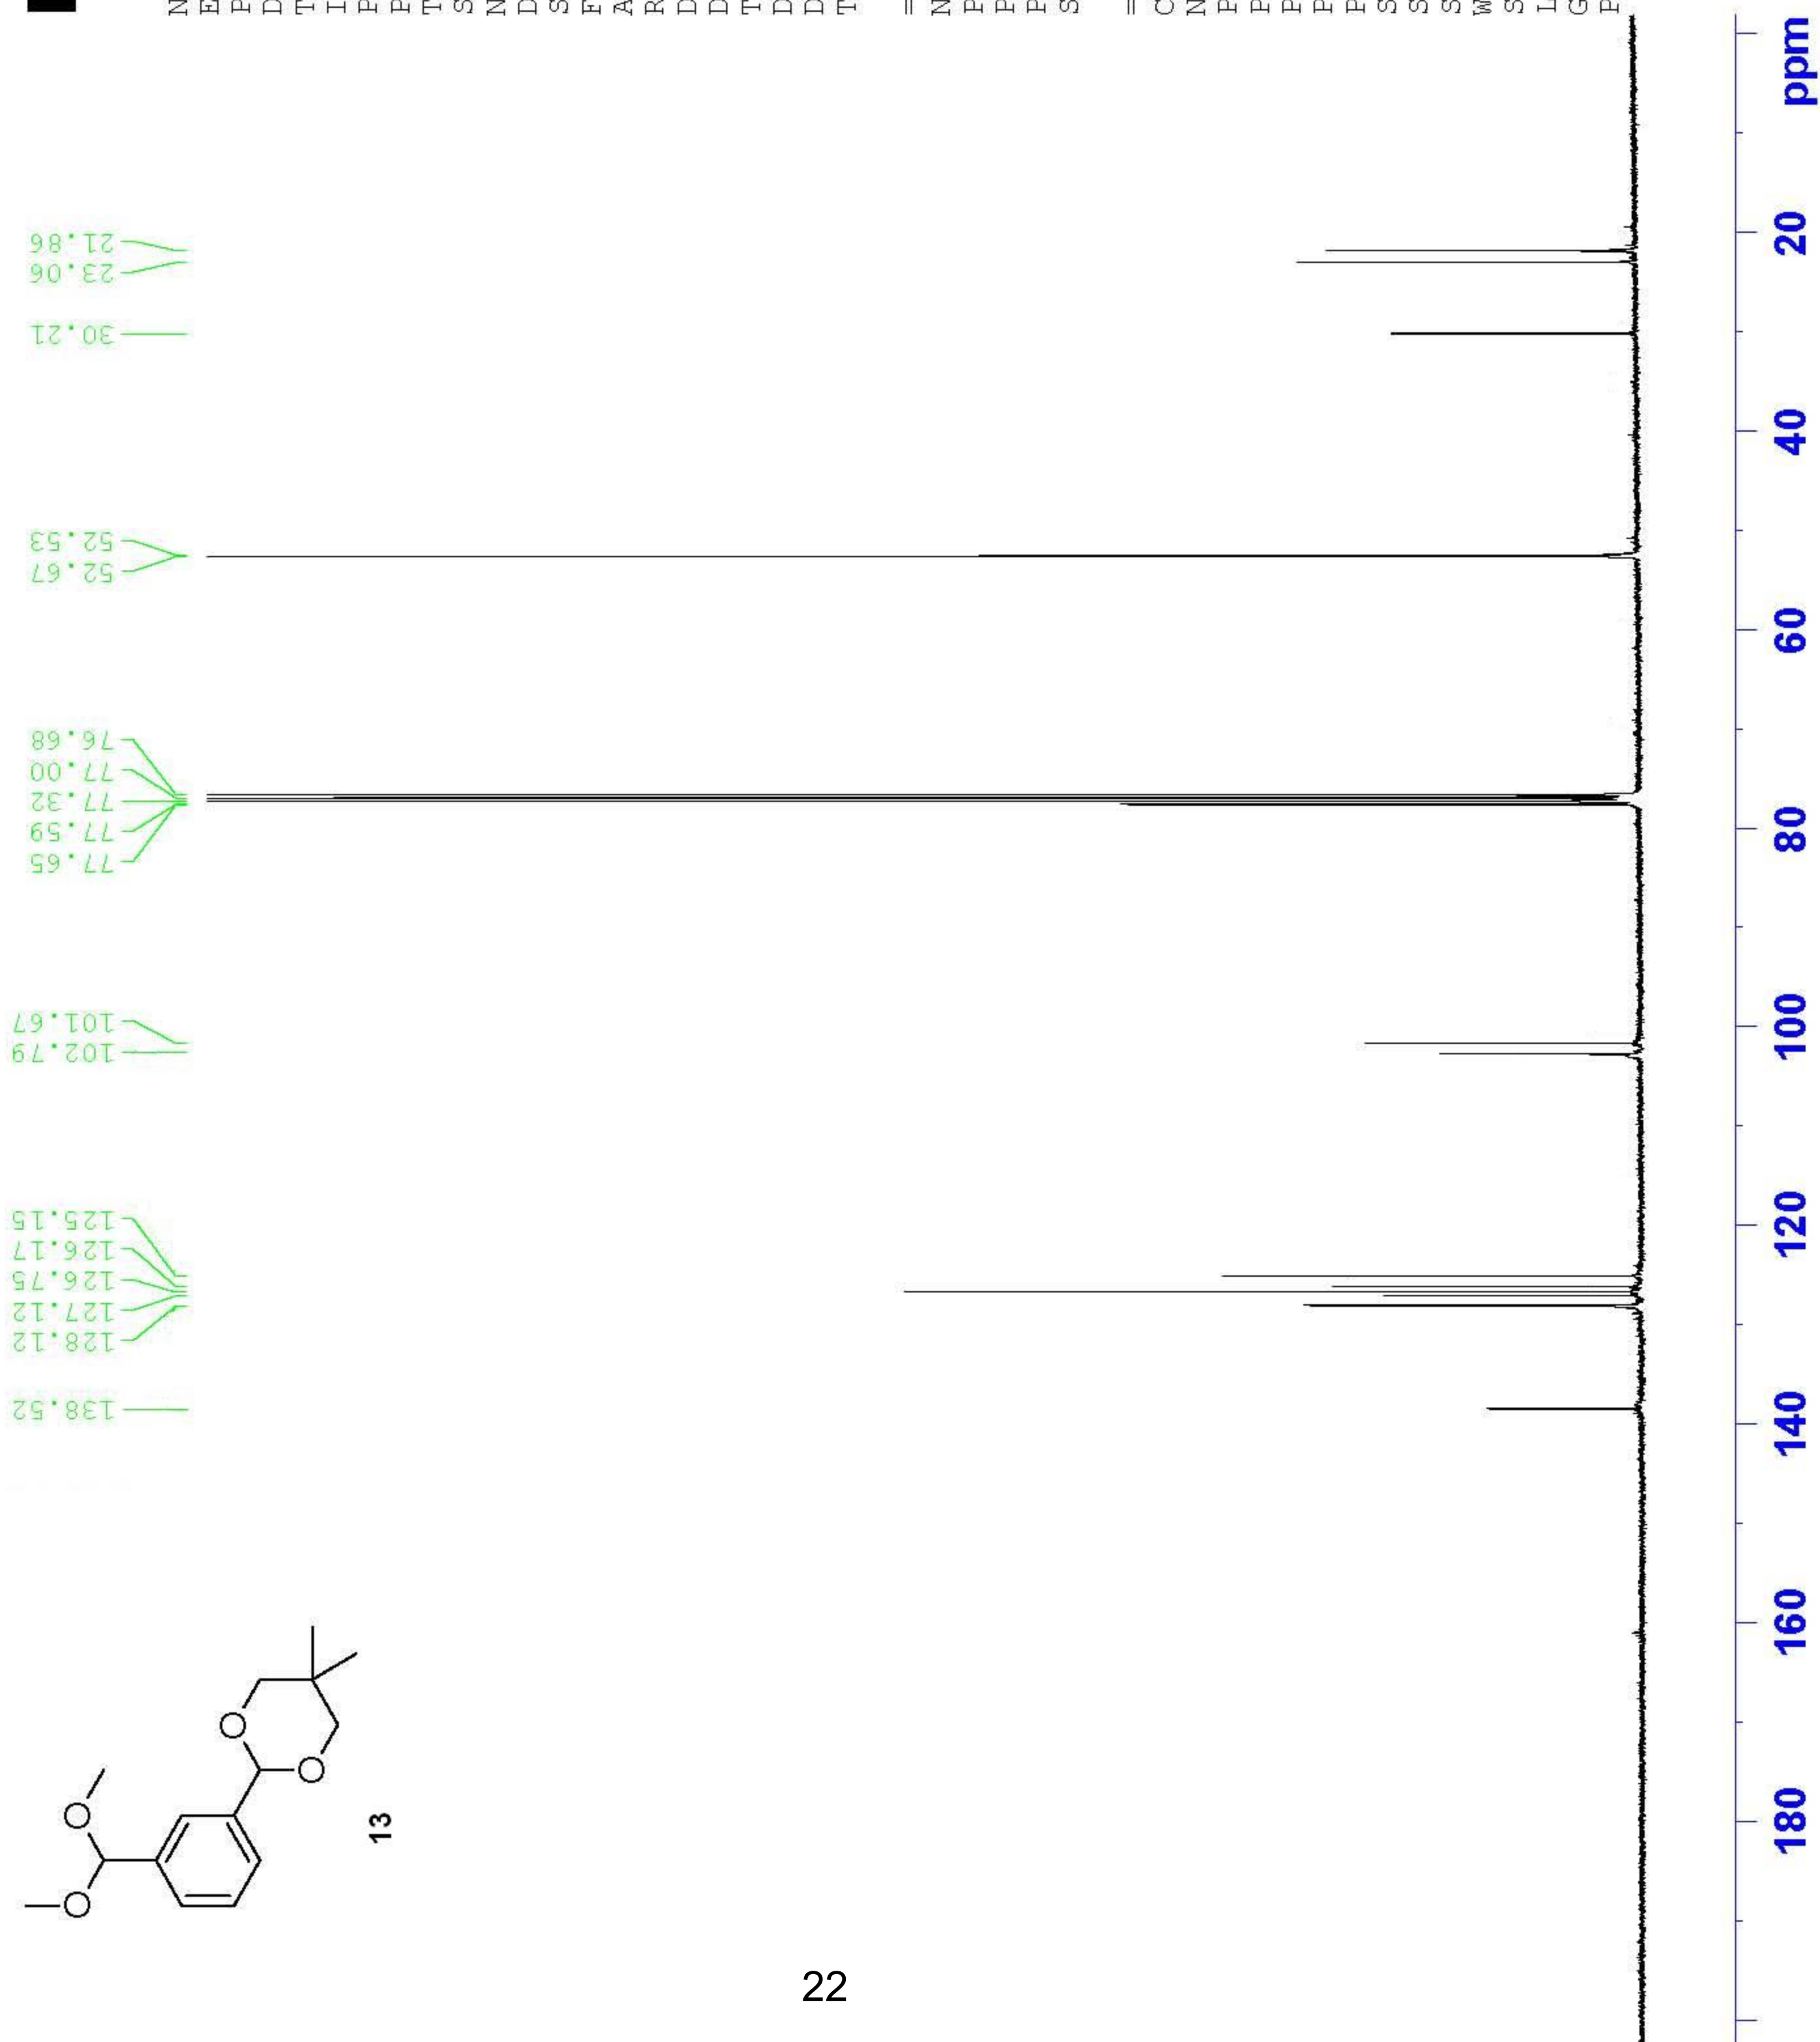 N
E
P
D
T
I
P
P
T
S
N
D
S
F
A
R
D
D
T
D
D
T
=
N
P
P
P
S
=
C
N
P
P
P
P
P
S
S
S
W
S
L
G
P
138.52
128.12
127.12
126.75
126.17
125.15
102.79
101.67
77.65
77.59
77.32
77.00
76.68
52.67
52.53
30.21
23.06
21.86
O
O
O
O
13
180
160
140
120
100
80
60
40
20
ppm
22